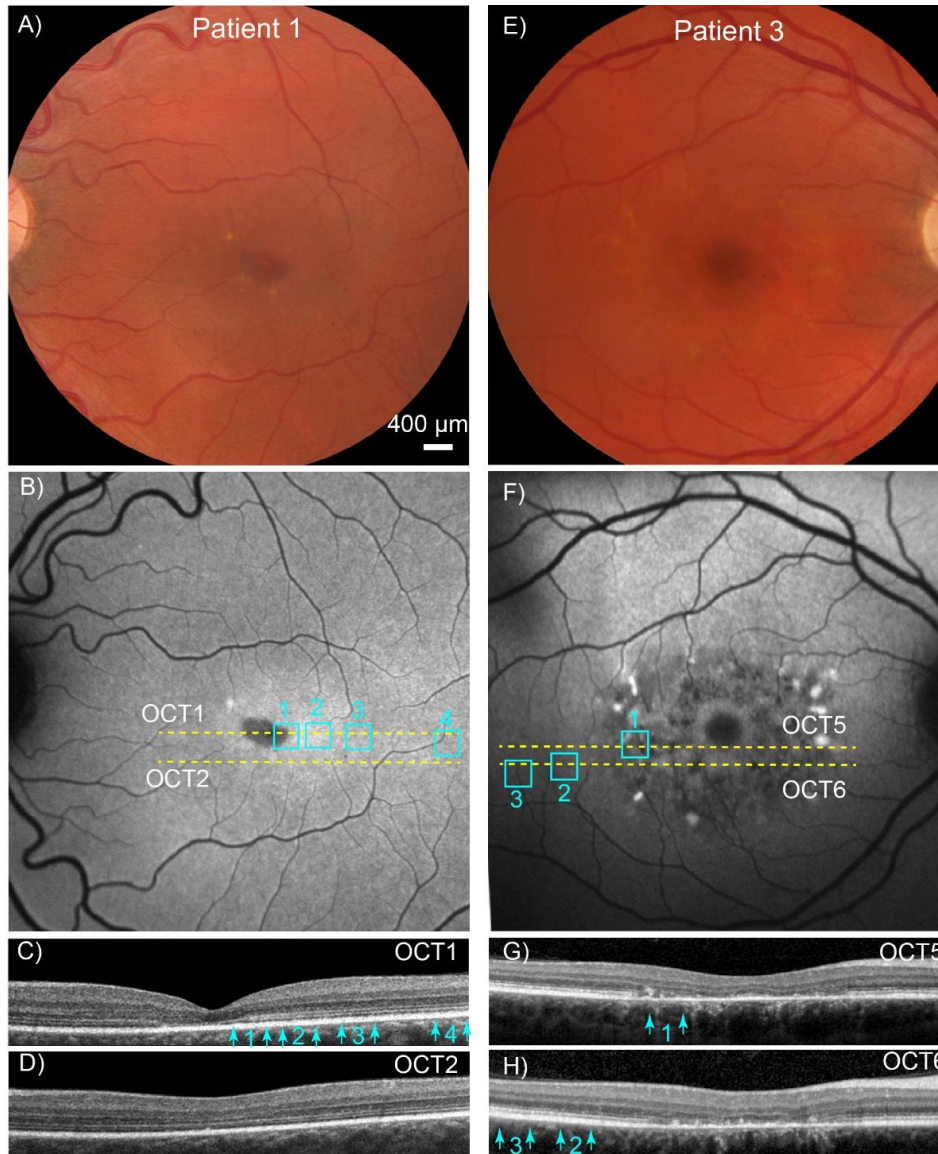 A)
Patient 1
400 µm
E)
Patient 3
B)
OCT1
OCT2
1
2
3
4
F)
OCT5
OCT6
1
2
3
C)
OCT1
1
2
3
4
D)
OCT2
G)
OCT5
1
H)
OCT6
3
2